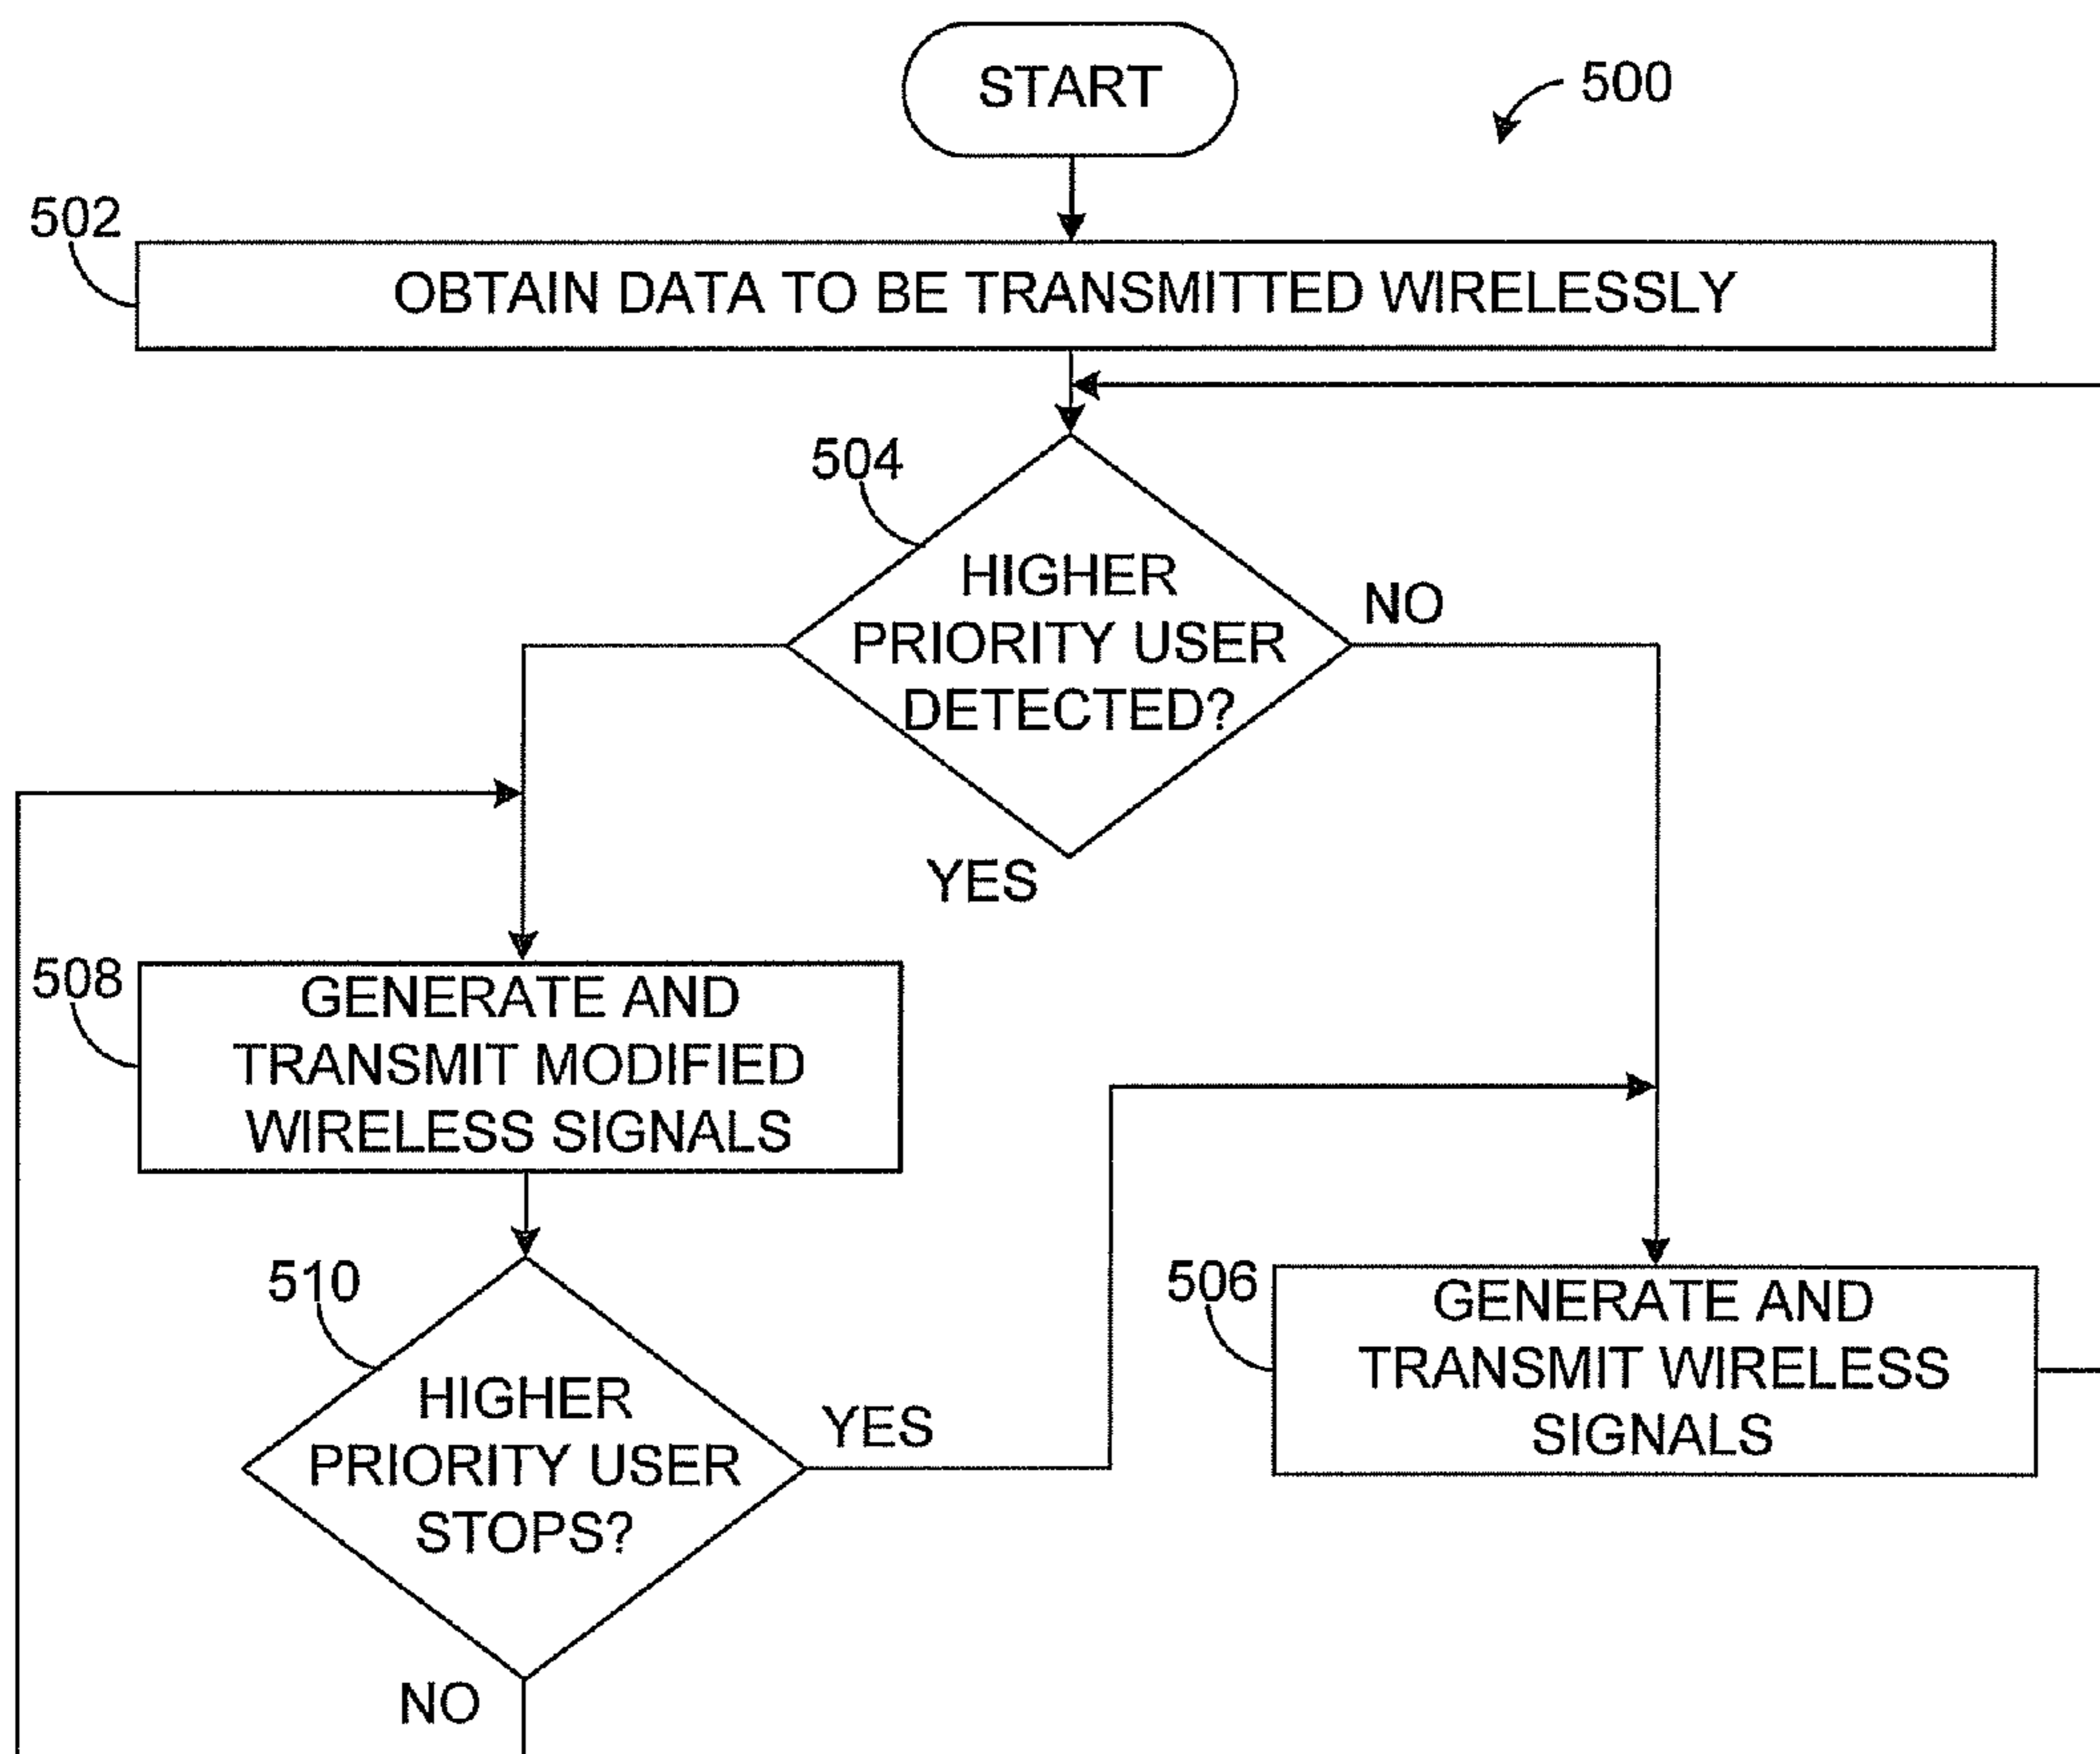 START
500
502
OBTAIN DATA TO BE TRANSMITTED WIRELESSLY
504
HIGHER
PRIORITY USER
DETECTED?
NO
YES
508
GENERATE AND
TRANSMIT MODIFIED
WIRELESS SIGNALS
510
HIGHER
PRIORITY USER
STOPS?
YES
NO
506
GENERATE AND
TRANSMIT WIRELESS
SIGNALS